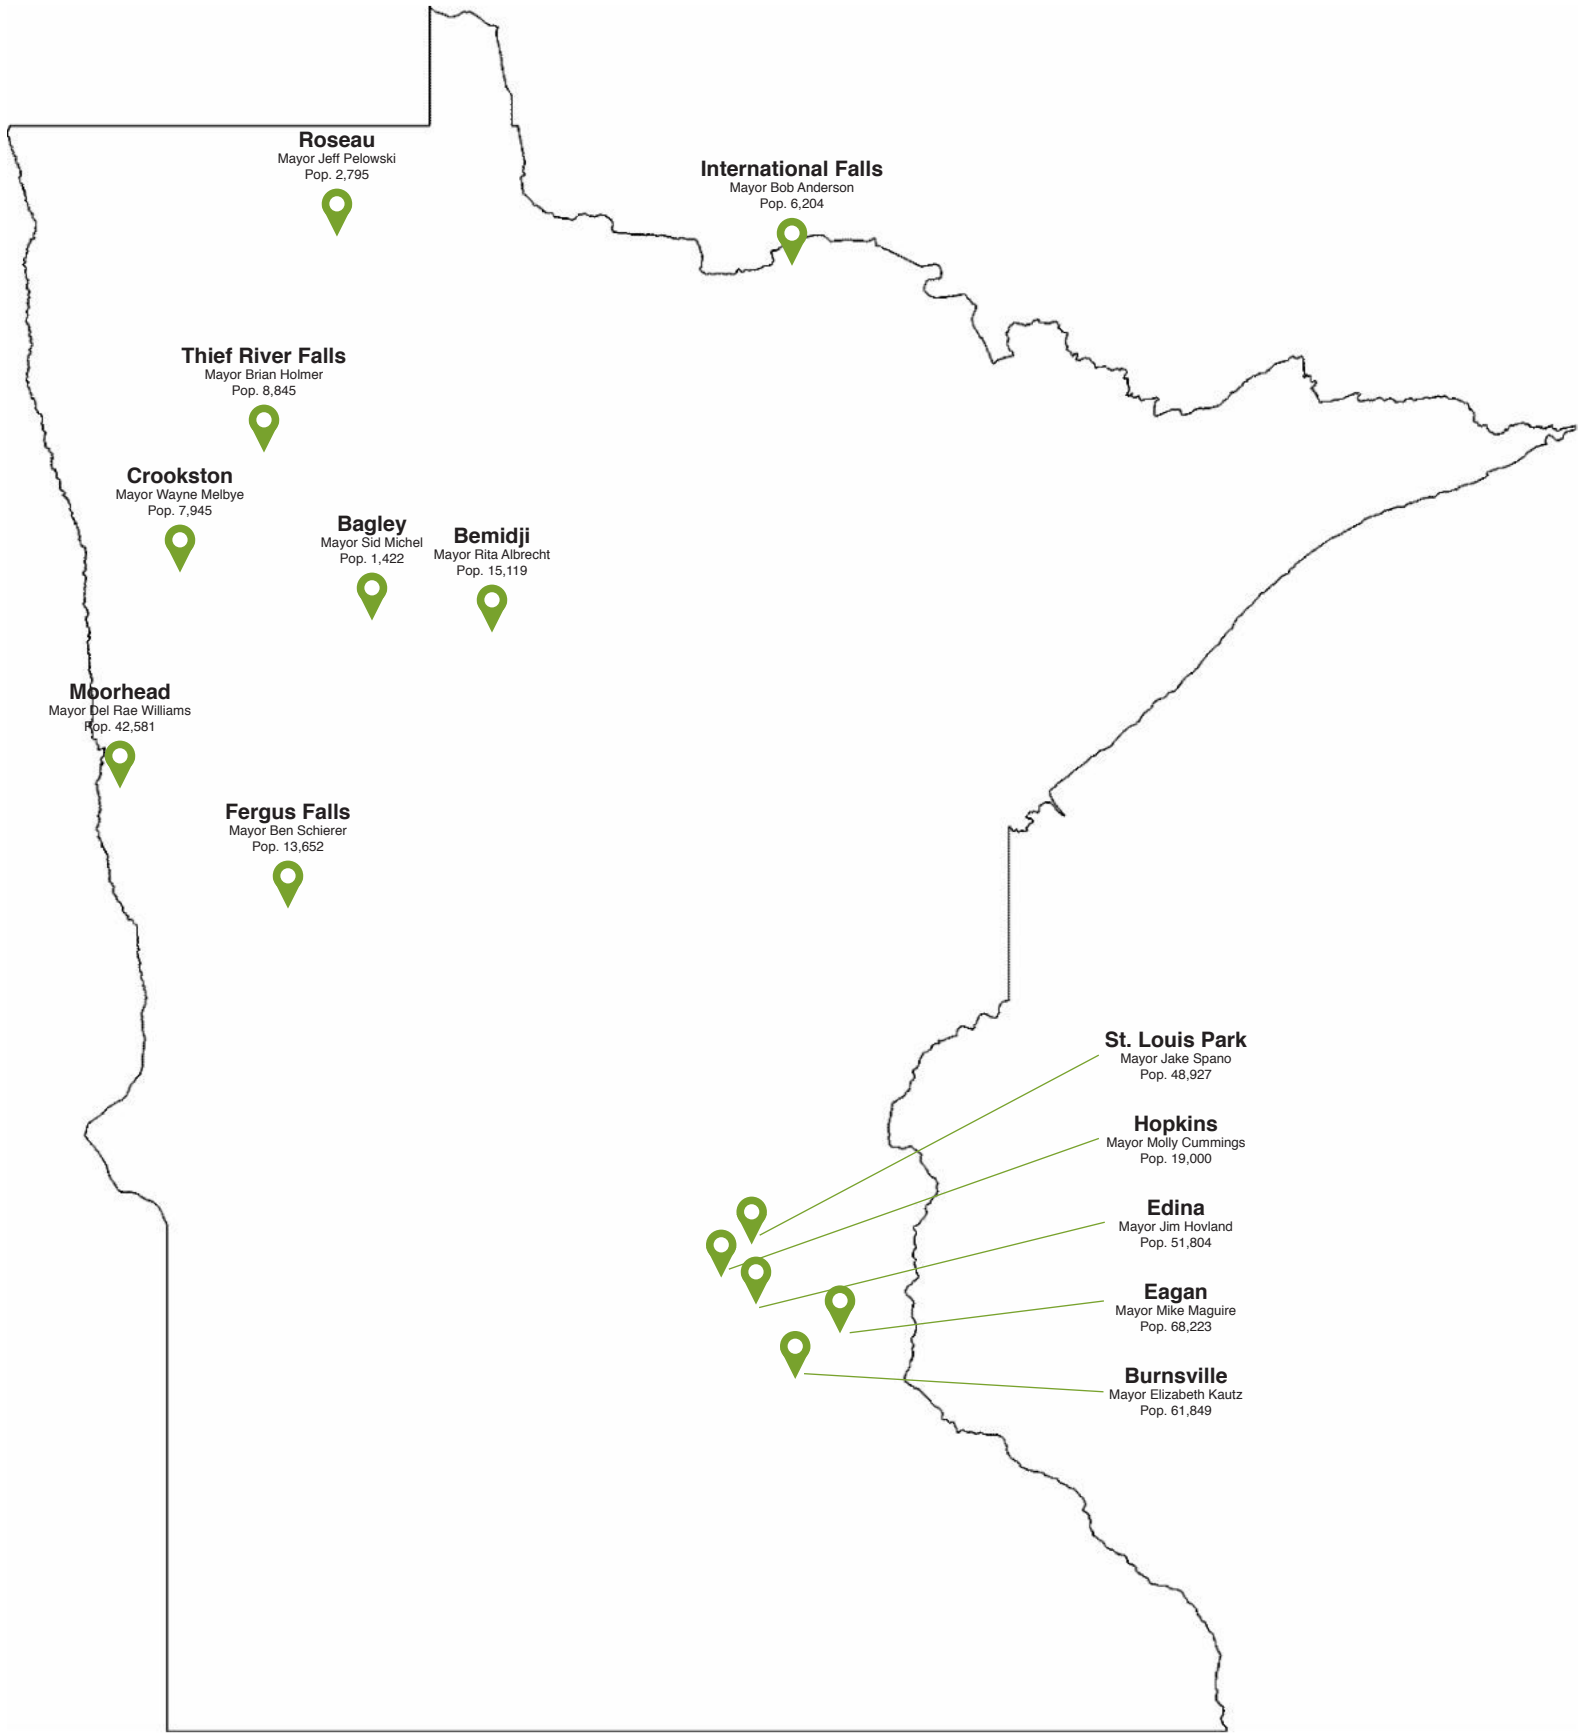 Roseau
Mayor Jeff Pelowski
Pop. 2,795
International Falls
Mayor Bob Anderson
Pop. 6,204
Thief River Falls
Mayor Brian Holmer
Pop. 8,845
Crookston
Mayor Wayne Melbye
Pop. 7,945
Bagley
Mayor Sid Michel
Pop. 1,422
Bemidji
Mayor Rita Albrecht
Pop. 15,119
Moorhead
Mayor Del Rae Williams
Pop. 42,581
Fergus Falls
Mayor Ben Schierer
Pop. 13,652
St. Louis Park
Mayor Jake Spano
Pop. 48,927
Hopkins
Mayor Molly Cummings
Pop. 19,000
Edina
Mayor Jim Hovland
Pop. 51,804
Eagan
Mayor Mike Maguire
Pop. 68,223
Burnsville
Mayor Elizabeth Kautz
Pop. 61,849